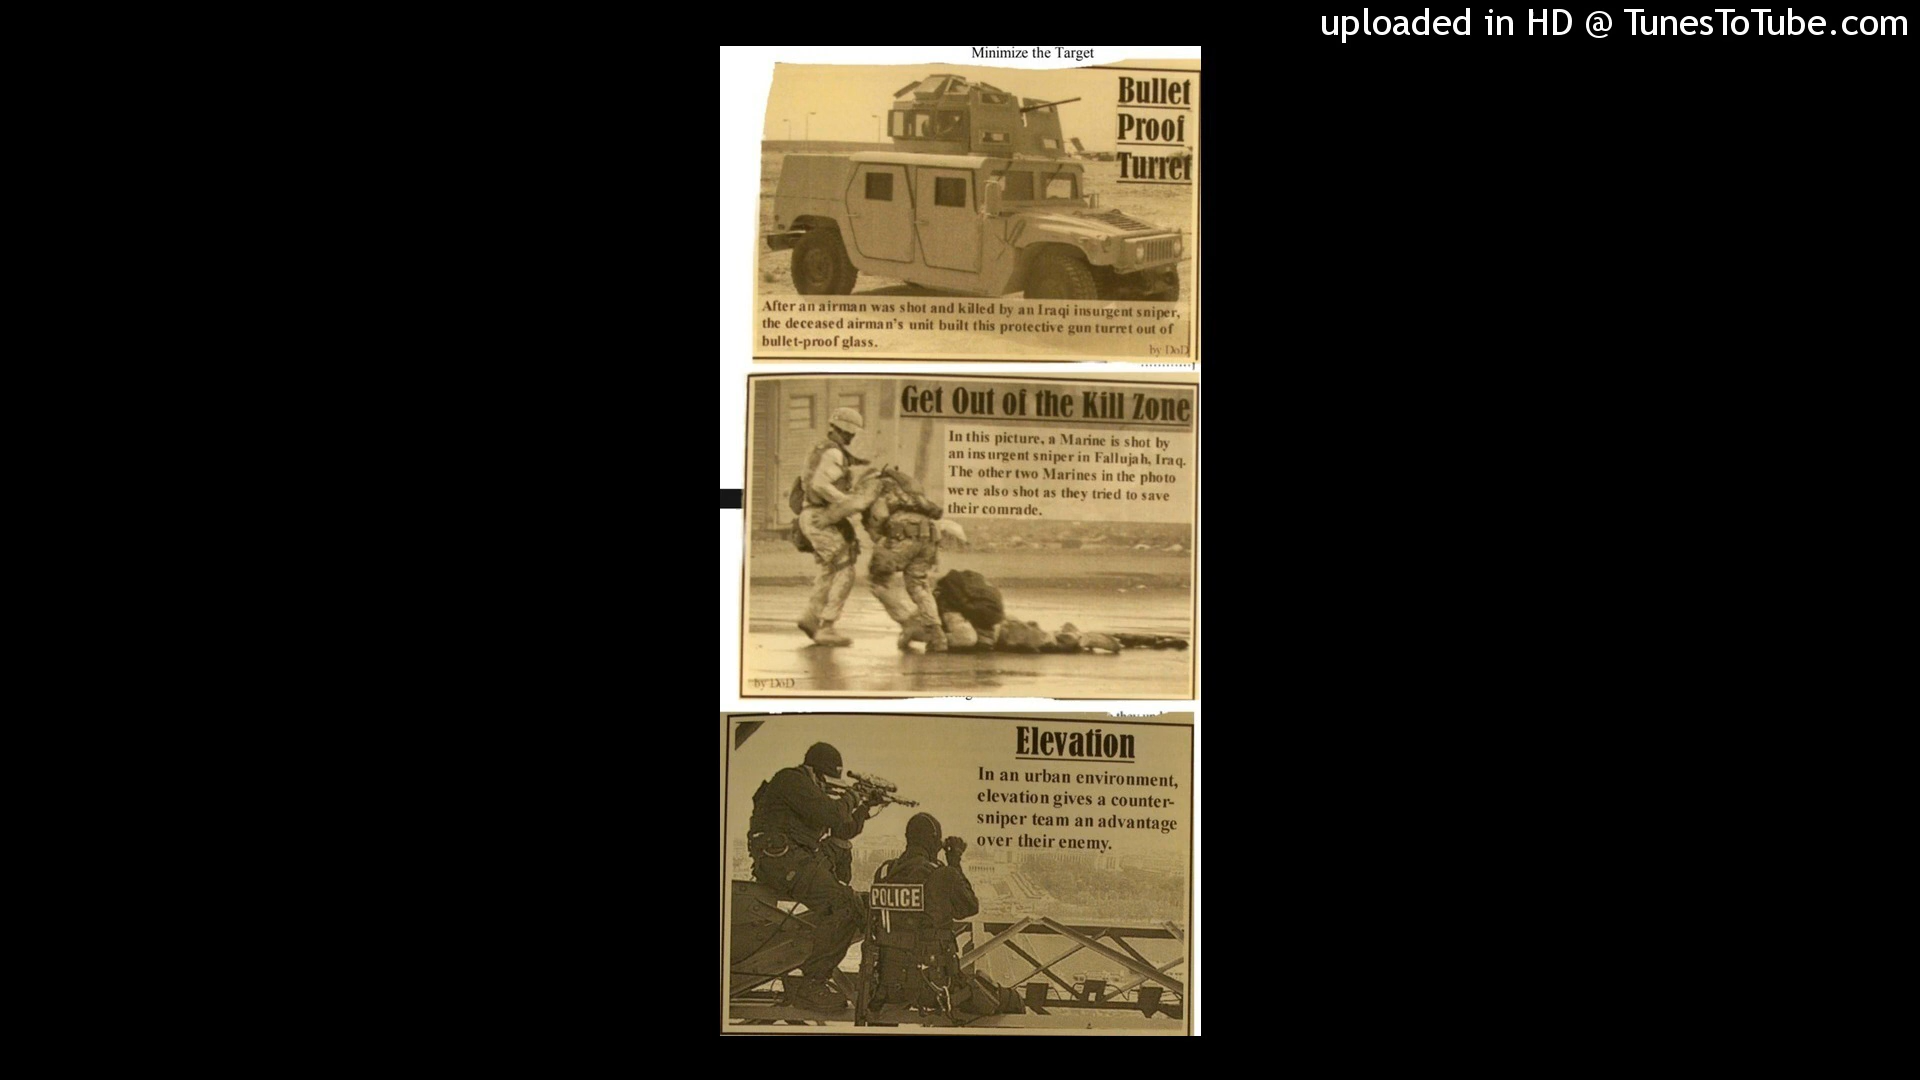 uploaded in HD @ TunesToTube.com
Minimize the Target
Bullet
Proof
Turret
After an airman was shot and killed by an Iraqi insurgent sniper,
the deceased airman's unit built this protective gun turret out of
bullet-proof glass.
by DoD
Get Out of the Kill Zone
In this picture, a Marine is shot by
an insurgent sniper in Fallujah, Iraq.
The other two Marines in the photo
were also shot as they tried to save
their comrade.
by DoD
Elevation
In an urban environment,
elevation gives a counter-
sniper team an advantage
over their enemy.
POLICE